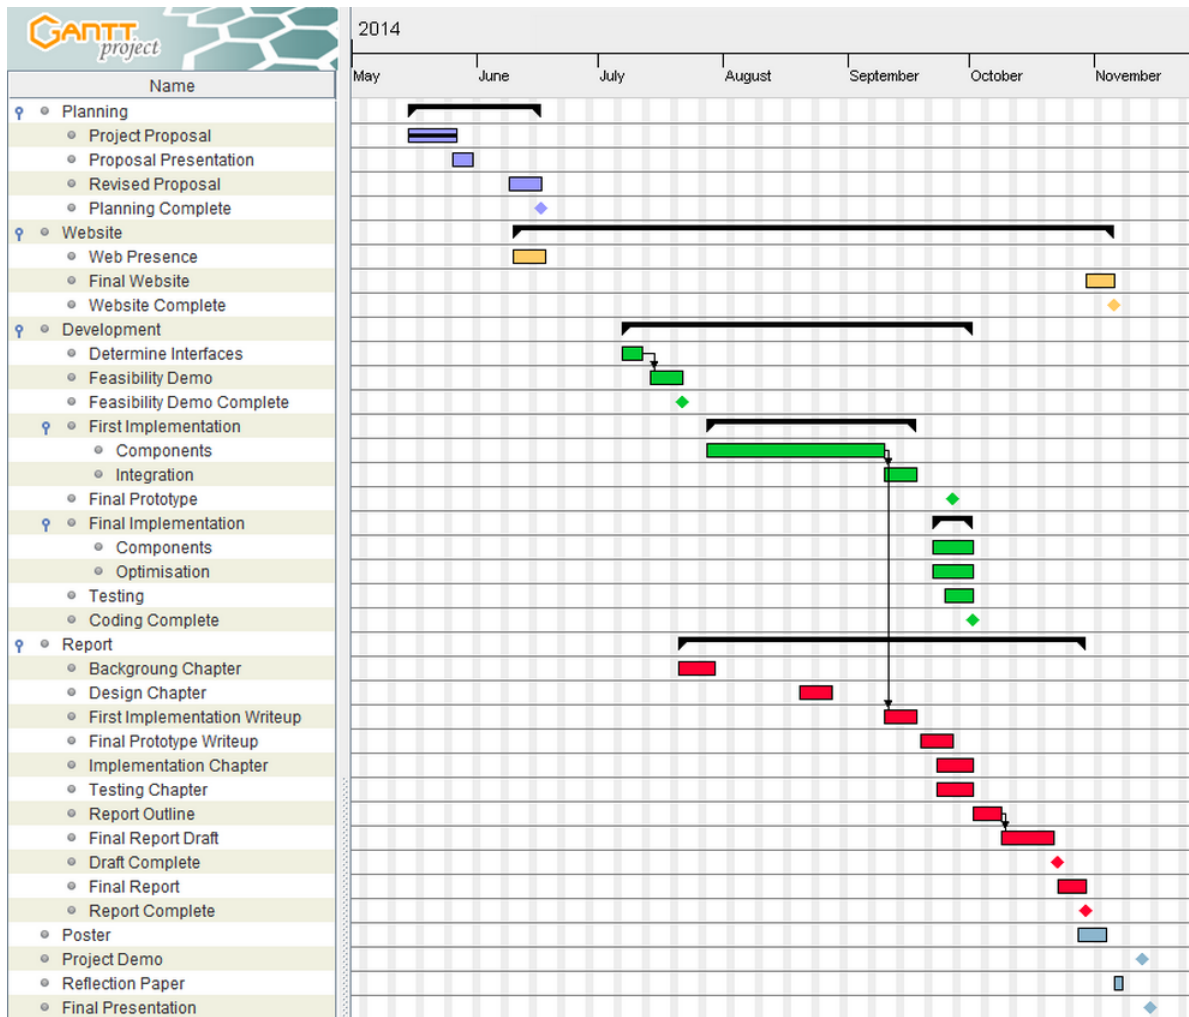 GANTT
project
2014
Name
May June July August September October November
Planning
Project Proposal
Proposal Presentation
Revised Proposal
Planning Complete
Website
Web Presence
Final Website
Website Complete
Development
Determine Interfaces
Feasibility Demo
Feasibility Demo Complete
First Implementation
Components
Integration
Final Prototype
Final Implementation
Components
Optimisation
Testing
Coding Complete
Report
Backgroung Chapter
Design Chapter
First Implementation Writeup
Final Prototype Writeup
Implementation Chapter
Testing Chapter
Report Outline
Final Report Draft
Draft Complete
Final Report
Report Complete
Poster
Project Demo
Reflection Paper
Final Presentation